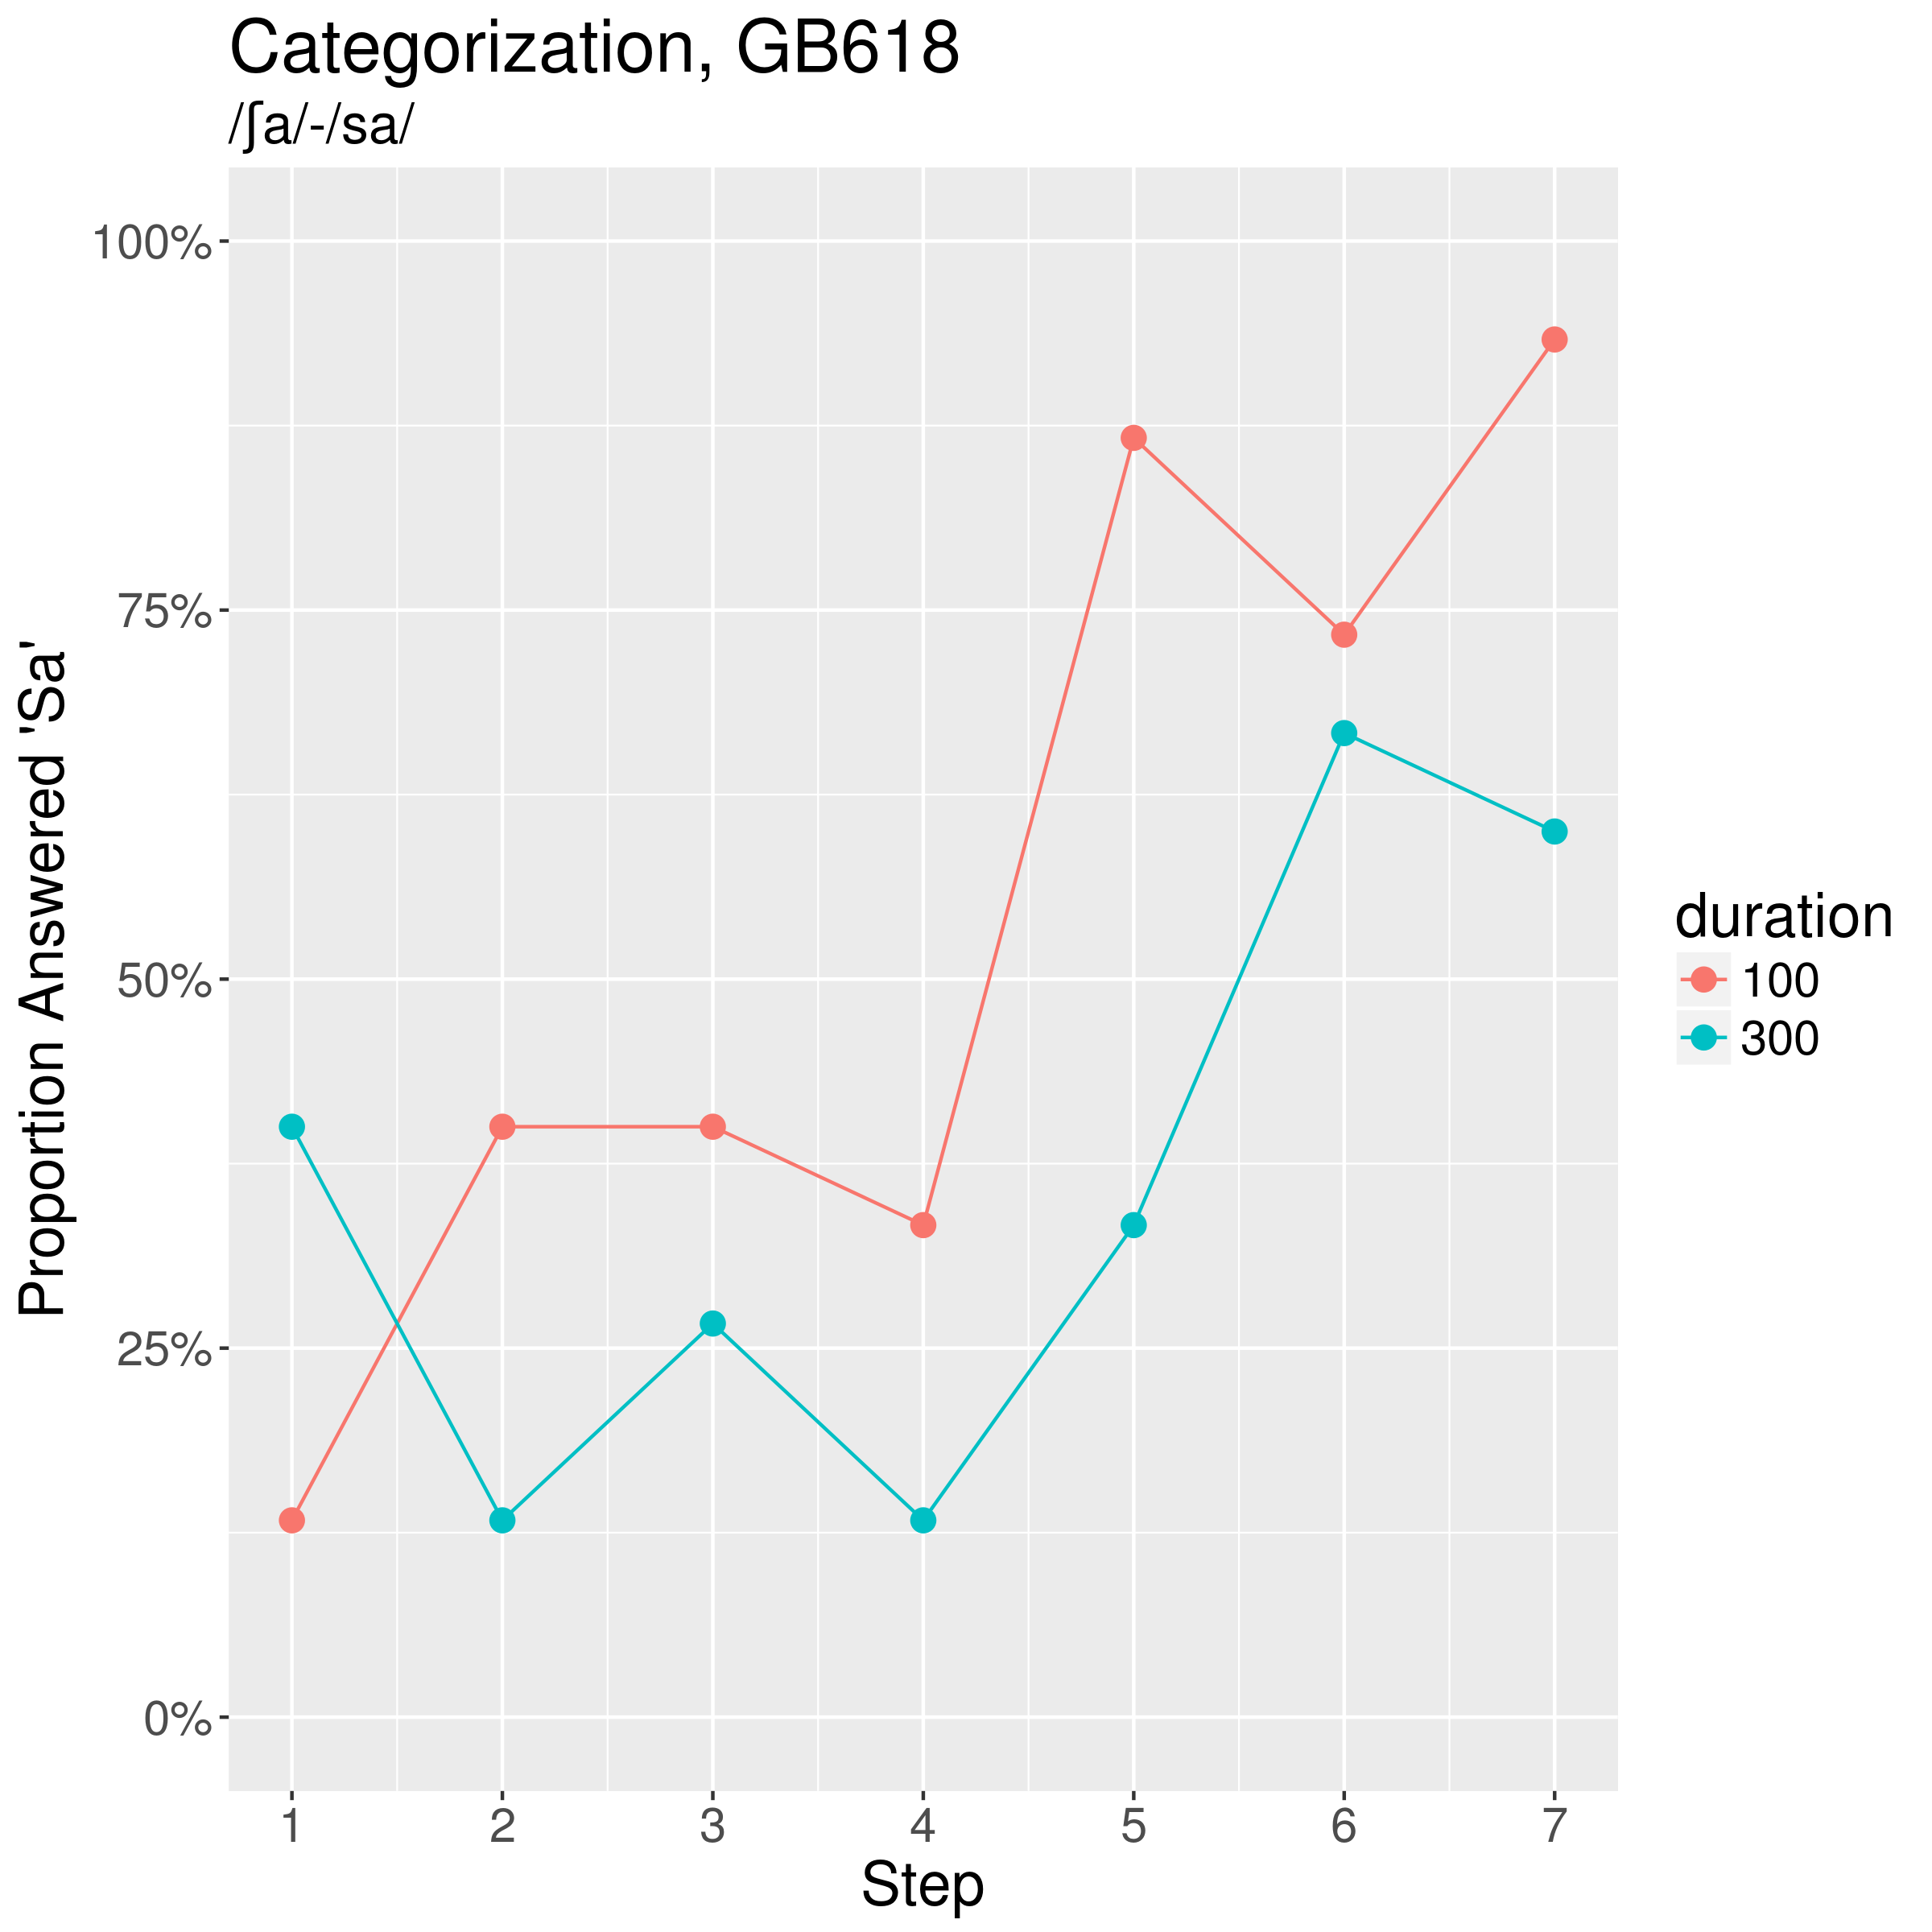 Categorization, GB618
/ʃa/-/sa/
100%
75%
50%
25%
0%
Proportion Answered 'Sa'
1 2 3 4 5 6 7
Step
duration
100
300